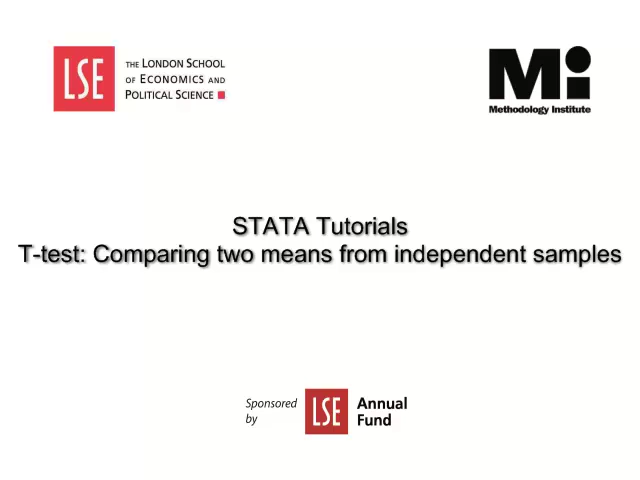 LSE
THE LONDON SCHOOL
OF ECONOMICS AND
POLITICAL SCIENCE
Mi
Methodology Institute
STATA Tutorials
T-test: Comparing two means from independent samples
Sponsored
by
LSE
Annual
Fund